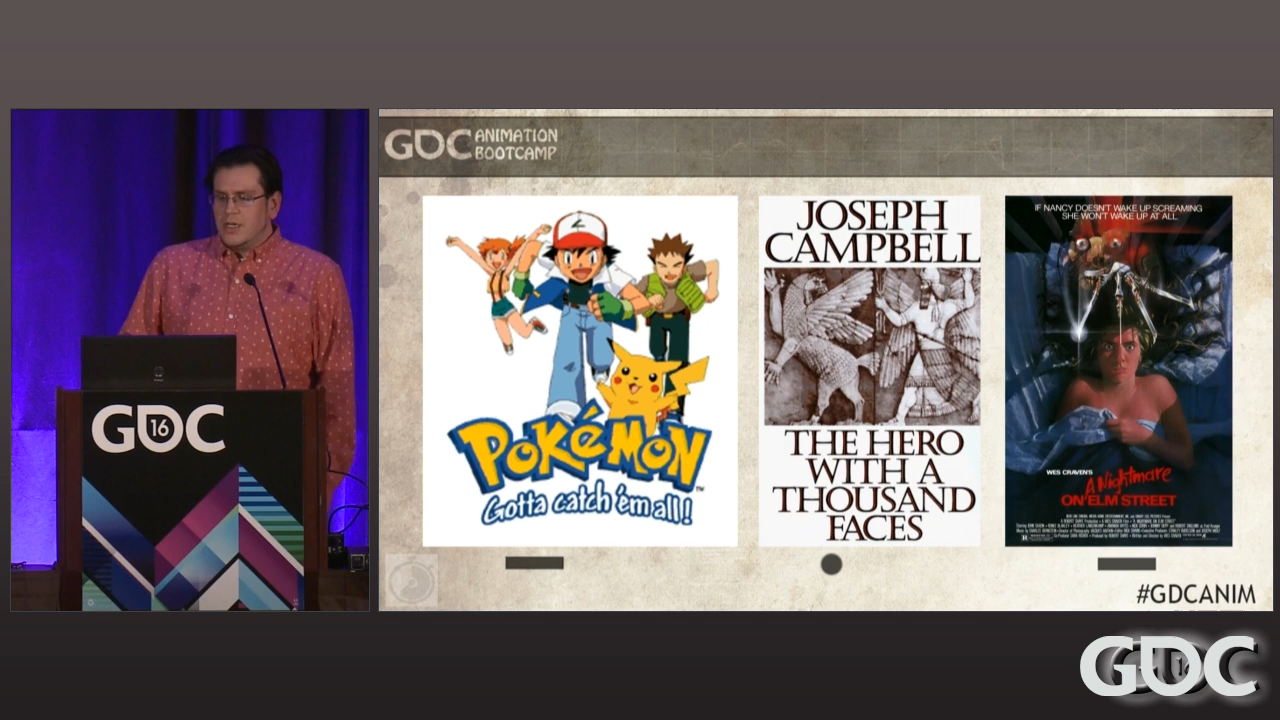 GDC
16
GDC ANIMATION
BOOTCAMP
Pokémon
Gotta catch 'em all!
JOSEPH
CAMPBELL
THE HERO
WITH A
THOUSAND
FACES
IF NANCY DOESN'T WAKE UP SCREAMING
SHE WON'T WAKE UP AT ALL
WES CRAVEN'S
A Nightmare
ON ELM STREET
#GDCANIM
GDC